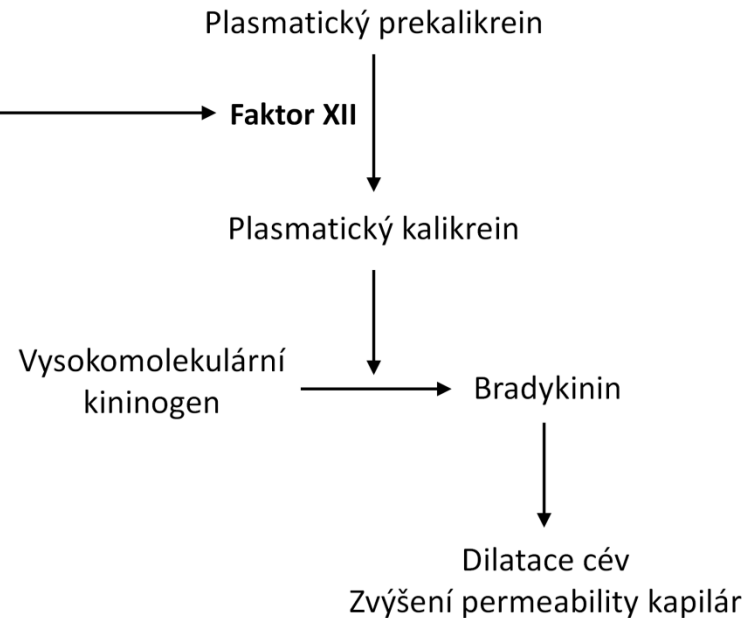 Plasmatický prekalikrein
Faktor XII
Plasmatický kalikrein
Vysokomolekulární
kininogen
Bradykinin
Dilatace cév
Zvýšení permeability kapilár